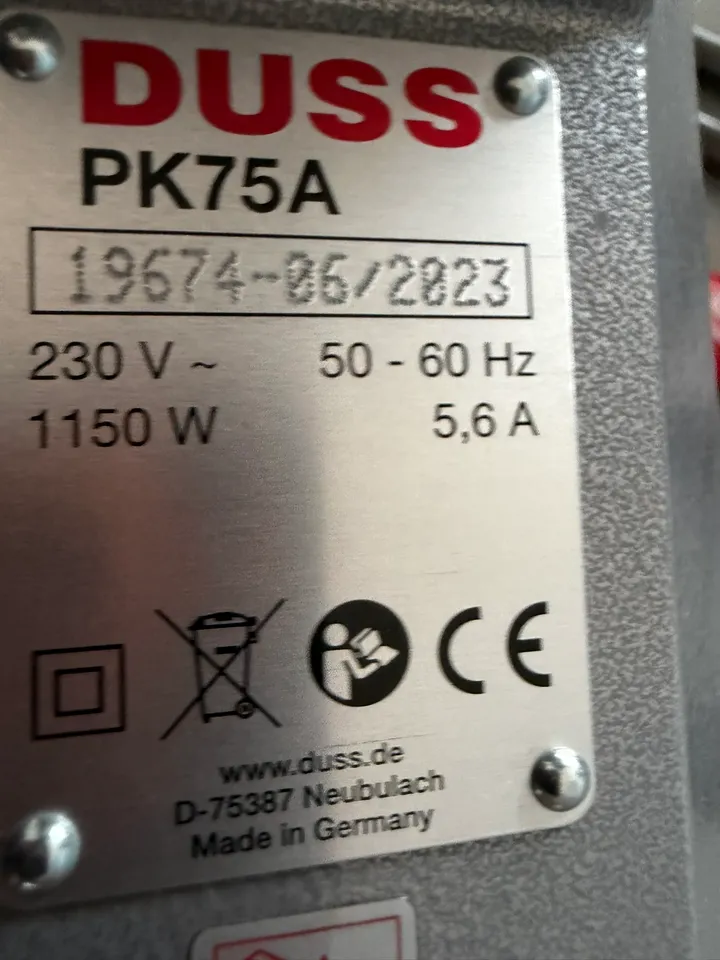 DUSS
PK75A
19674-06/2023
230 V ~ 50 - 60 Hz
1150 W 5,6 A
CE
www.duss.de
D-75387 Neubulach
Made in Germany